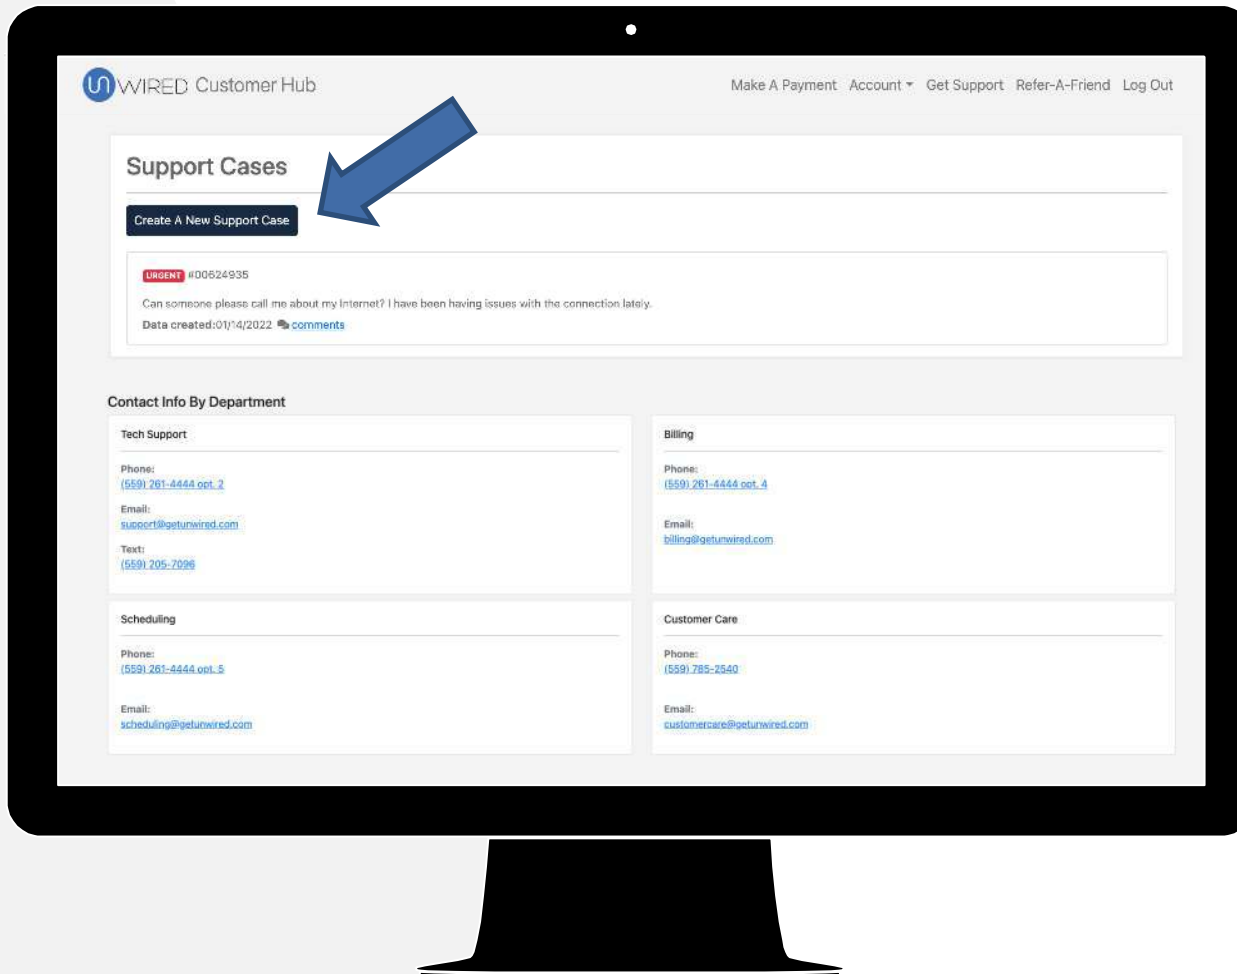 UN WIRED Customer Hub
Make A Payment Account Get Support Refer-A-Friend Log Out
Support Cases
Create A New Support Case
URGENT #00624935
Can someone please call me about my Internet? I have been having issues with the connection lately.
Data created:01/14/2022 comments
Contact Info By Department
Tech Support
Phone:
(559) 261-4444 opt. 2
Email:
support@getunwired.com
Text:
(559) 205-7096
Billing
Phone:
(559) 261-4444 opt. 4
Email:
billing@getunwired.com
Scheduling
Phone:
(559) 261-4444 opt. 5
Email:
scheduling@getunwired.com
Customer Care
Phone:
(559) 785-2540
Email:
customercare@getunwired.com